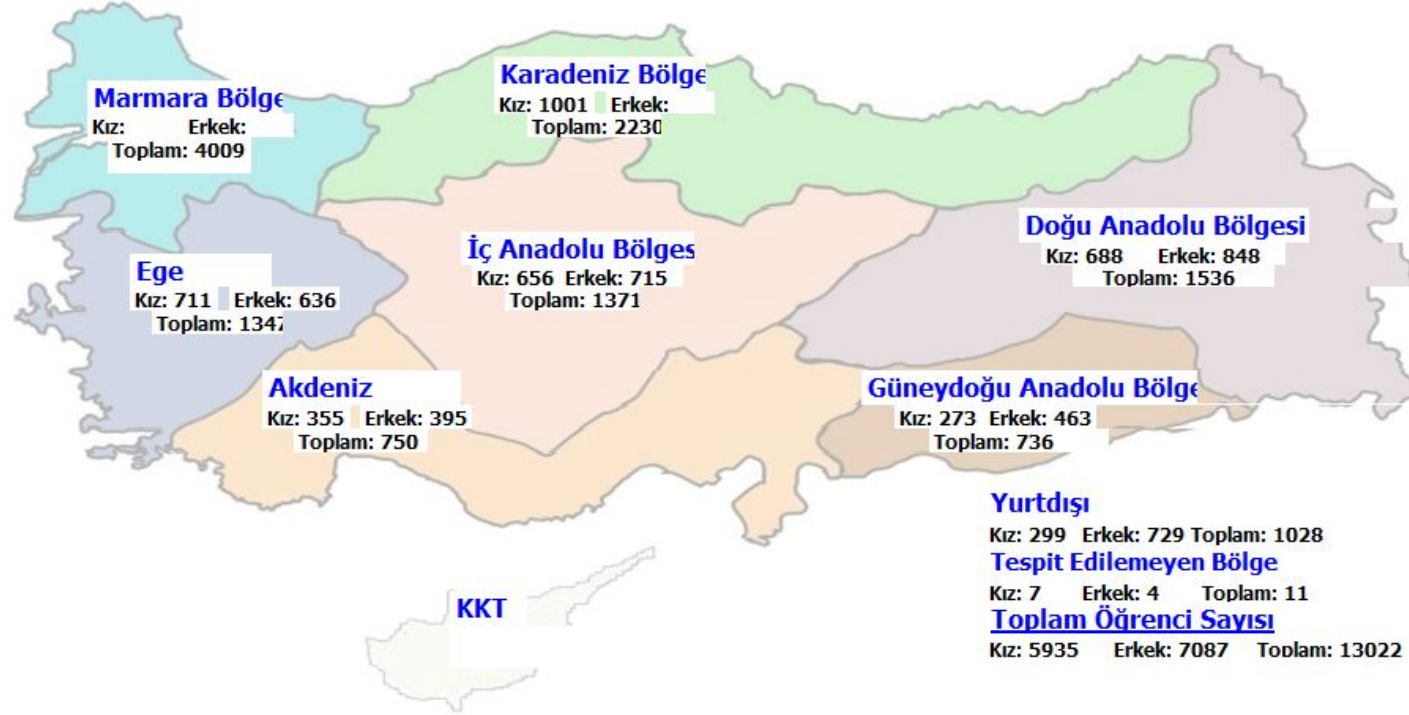 Marmara Bölge
Kız: Erkek:
Toplam: 4009
Karadeniz Bölge
Kız: 1001 Erkek:
Toplam: 2230
Ege
Kız: 711 Erkek: 636
Toplam: 1347
İç Anadolu Bölges
Kız: 656 Erkek: 715
Toplam: 1371
Doğu Anadolu Bölgesi
Kız: 688 Erkek: 848
Toplam: 1536
Akdeniz
Kız: 355 Erkek: 395
Toplam: 750
Güneydoğu Anadolu Bölge
Kız: 273 Erkek: 463
Toplam: 736
KKT
Yurtdışı
Kız: 299 Erkek: 729 Toplam: 1028
Tespit Edilemeyen Bölge
Kız: 7 Erkek: 4 Toplam: 11
Toplam Öğrenci Sayısı
Kız: 5935 Erkek: 7087 Toplam: 13022